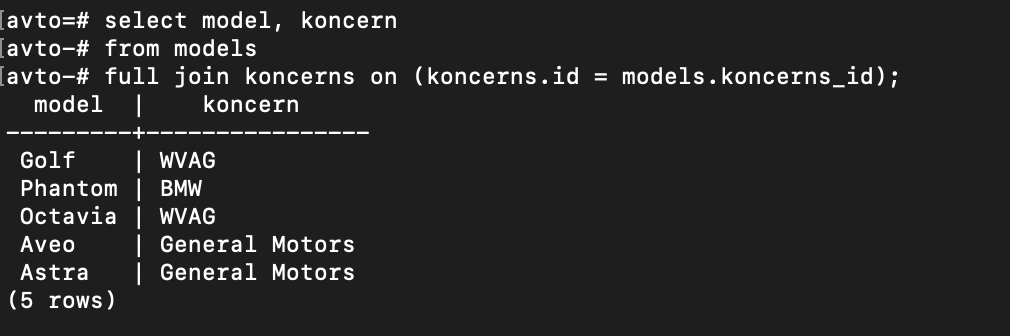 [avto=# select model, koncern
[avto-# from models
[avto-# full join koncerns on (koncerns.id = models.koncerns_id);
  model  |    koncern
---------+----------------
 Golf    | WVAG
 Phantom | BMW
 Octavia | WVAG
 Aveo    | General Motors
 Astra   | General Motors
(5 rows)